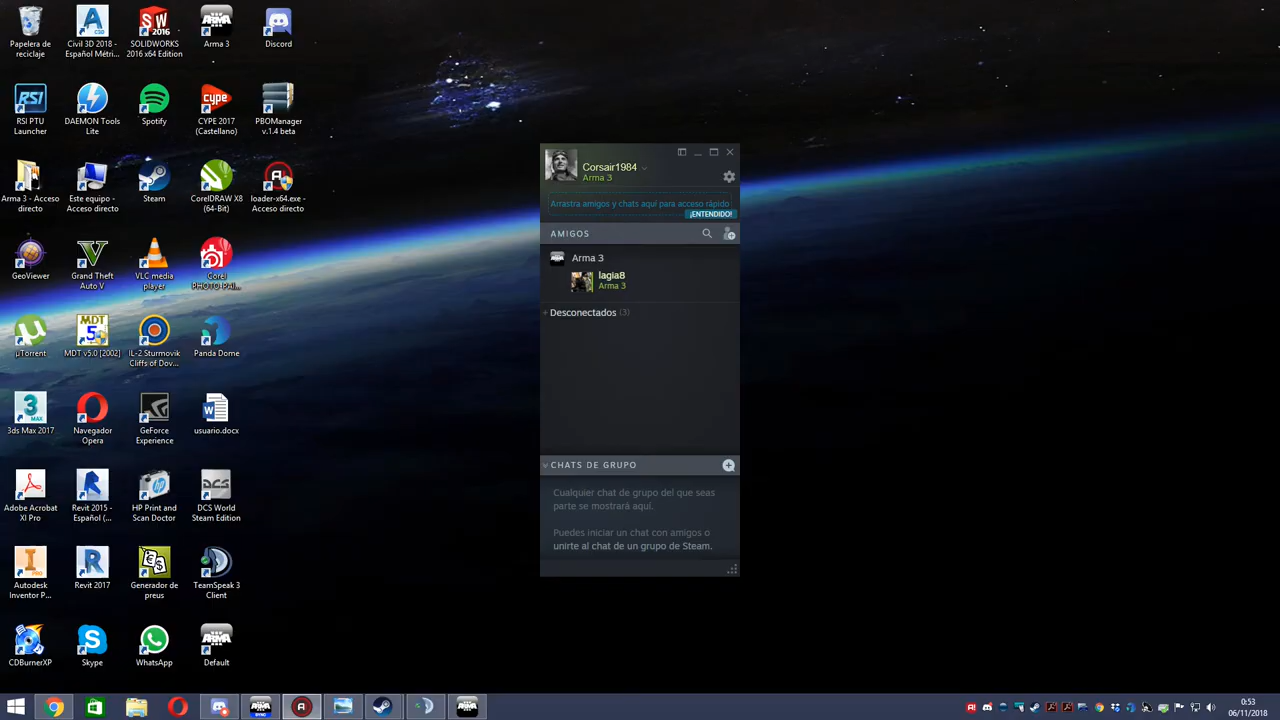 Papelera de
reciclaje
Civil 3D 2018 -
Español Métri...
SOLIDWORKS
2016 x64 Edition
Arma 3
Discord
RSI PTU
Launcher
DAEMON Tools
Lite
Spotify
CYPE 2017
(Castellano)
PBOManager
v.1.4 beta
Arma 3 - Acceso
directo
Este equipo -
Acceso directo
Steam
CorelDRAW X8
(64-Bit)
loader-x64.exe -
Acceso directo
GeoViewer
Grand Theft
Auto V
VLC media
player
Corel
PHOTO-PAI...
µTorrent
MDT v5.0 [2002]
IL-2 Sturmovik
Cliffs of Dov...
Panda Dome
3ds Max 2017
Navegador
Opera
GeForce
Experience
usuario.docx
Adobe Acrobat
XI Pro
Revit 2015 -
Español (...
HP Print and
Scan Doctor
DCS World
Steam Edition
Autodesk
Inventor P...
Revit 2017
Generador de
preus
TeamSpeak 3
Client
CDBurnerXP
Skype
WhatsApp
Default
Corsair1984
Arma 3
Arrastra amigos y chats aquí para acceso rápido
¡ENTENDIDO!
AMIGOS
Arma 3
lagia8
Arma 3
+ Desconectados (3)
CHATS DE GRUPO
Cualquier chat de grupo del que seas
parte se mostrará aquí.
Puedes iniciar un chat con amigos o
unirte al chat de un grupo de Steam.
0:53
06/11/2018